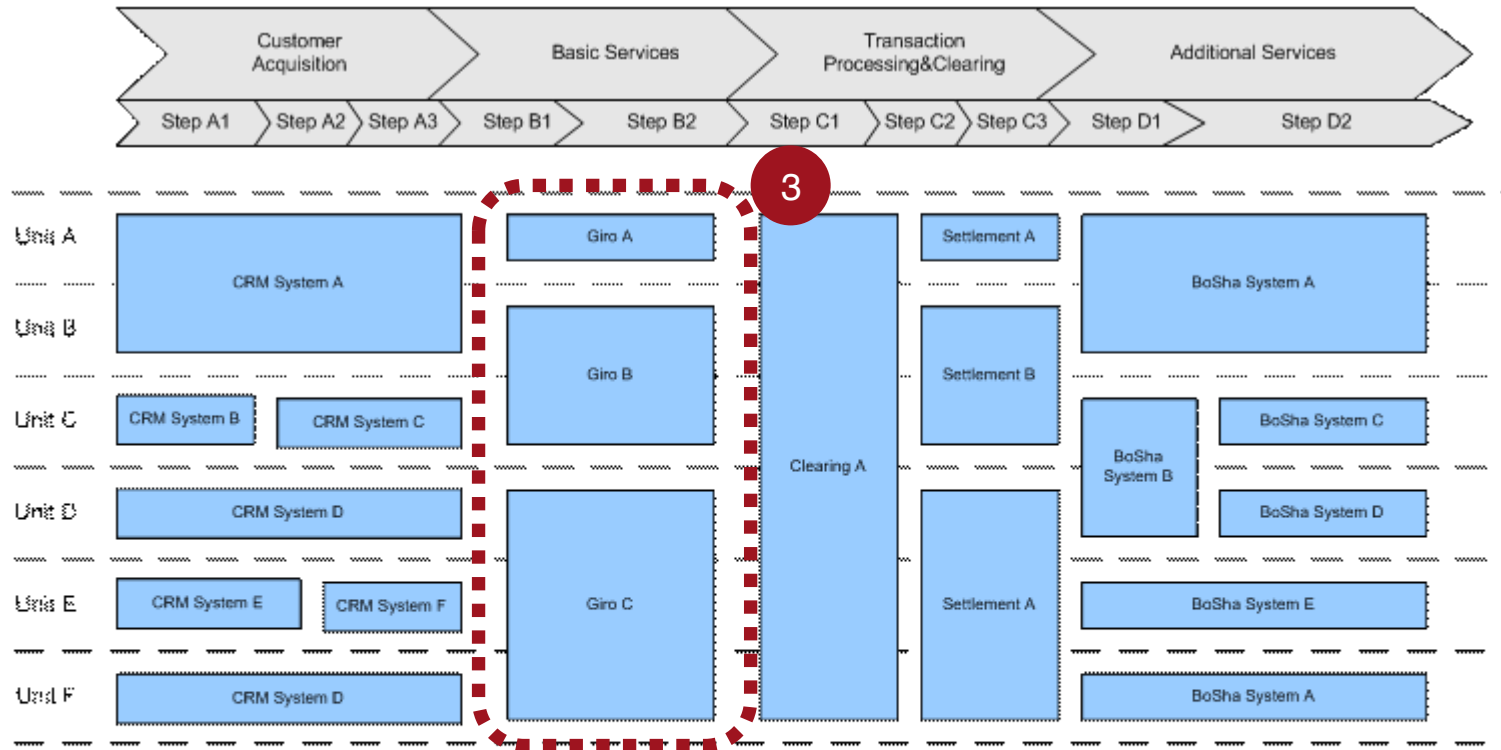 Customer
Acquisition
Basic Services
Transaction
Processing&Clearing
Additional Services
Step A1
Step A2
Step A3
Step B1
Step B2
Step C1
Step C2
Step C3
Step D1
Step D2
3
Unit A
CRM System A
Giro A
Settlement A
BoSha System A
Unit B
Giro B
Settlement B
Unit C
CRM System B
CRM System C
Clearing A
BoSha
System B
BoSha System C
Unit D
CRM System D
BoSha System D
Unit E
CRM System E
CRM System F
Giro C
Settlement A
BoSha System E
Unit F
CRM System D
BoSha System A